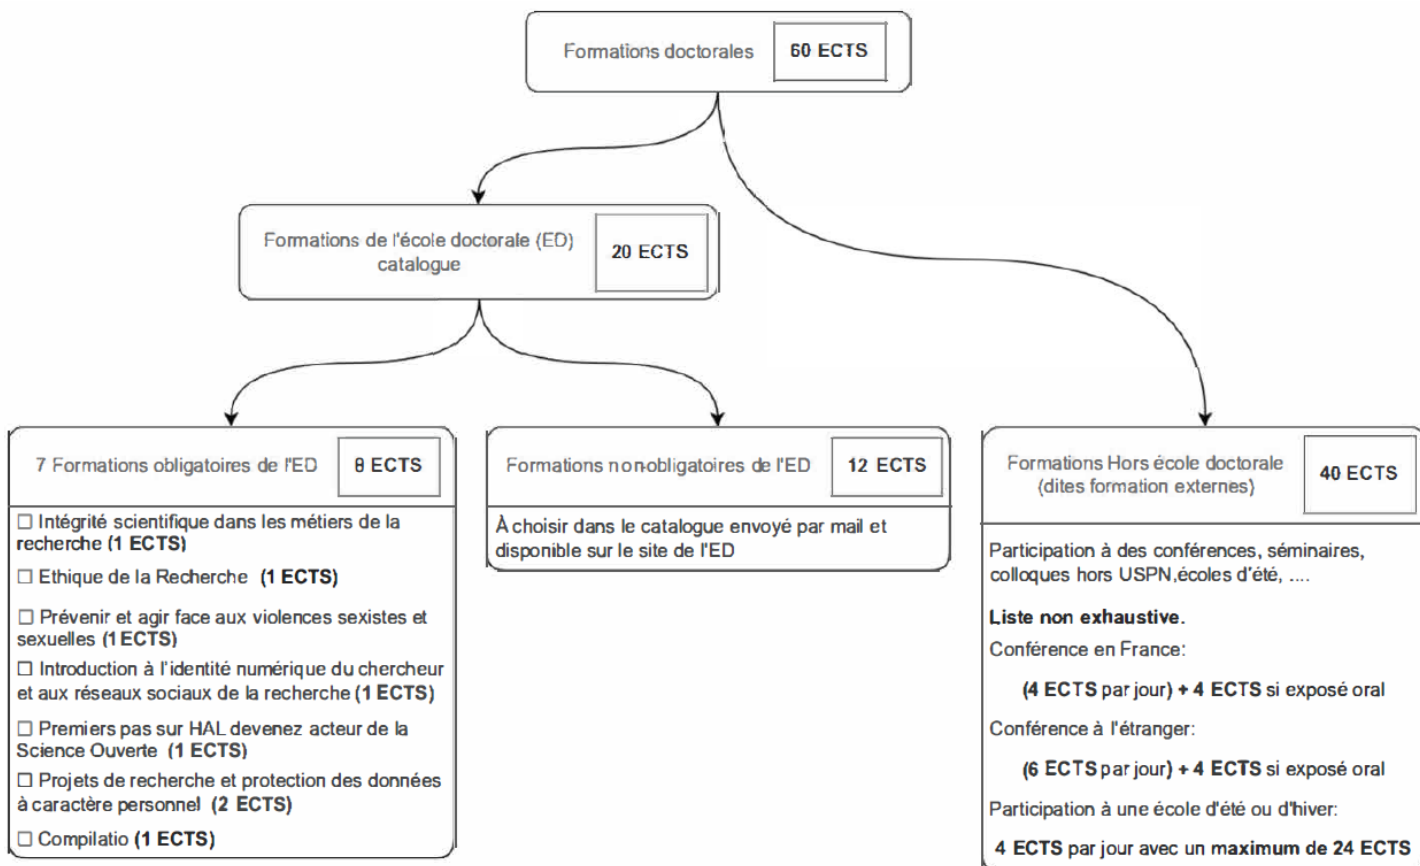 Formations doctorales
60 ECTS
Formations de l'école doctorale (ED)
catalogue
20 ECTS
7 Formations obligatoires de l'ED
8 ECTS
☐ Intégrité scientifique dans les métiers de la
recherche (1 ECTS)
☐ Ethique de la Recherche (1 ECTS)
☐ Prévenir et agir face aux violences sexistes et
sexuelles (1 ECTS)
☐ Introduction à l'identité numérique du chercheur
et aux réseaux sociaux de la recherche (1 ECTS)
☐ Premiers pas sur HAL devenez acteur de la
Science Ouverte (1 ECTS)
☐ Projets de recherche et protection des données
à caractère personnel (2 ECTS)
☐ Compilatio (1 ECTS)
Formations non-obligatoires de l'ED
12 ECTS
À choisir dans le catalogue envoyé par mail et
disponible sur le site de l'ED
Formations Hors école doctorale
(dites formation externes)
40 ECTS
Participation à des conférences, séminaires,
colloques hors USPN,écoles d'été, ....
Liste non exhaustive.
Conférence en France:
(4 ECTS par jour) + 4 ECTS si exposé oral
Conférence à l'étranger:
(6 ECTS par jour) + 4 ECTS si exposé oral
Participation à une école d'été ou d'hiver:
4 ECTS par jour avec un maximum de 24 ECTS